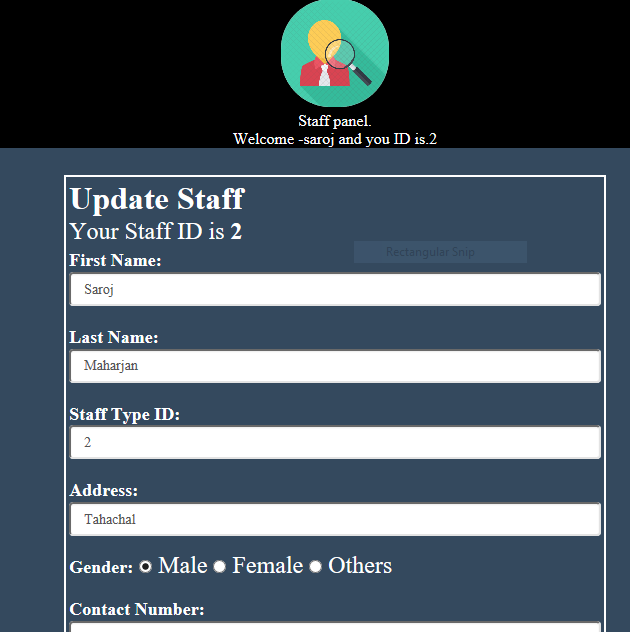 Staff panel.
Welcome -saroj and you ID is.2
Update Staff
Your Staff ID is 2
Rectangular Snip
First Name:
Saroj
Last Name:
Maharjan
Staff Type ID:
2
Address:
Tahachal
Gender: Male Female Others
Contact Number: